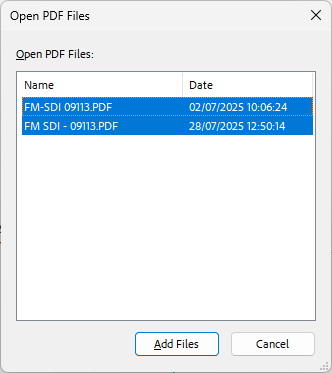 Open PDF Files
Open PDF Files:
Name Date
FM-SDI 09113.PDF 02/07/2025 10:06:24
FM SDI - 09113.PDF 28/07/2025 12:50:14
Add Files Cancel